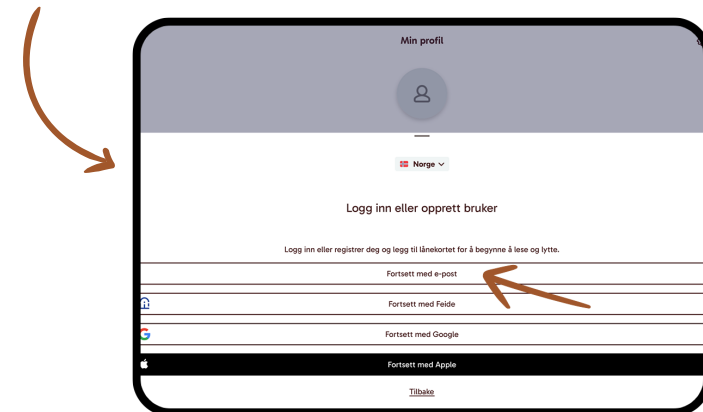 Min profil
Norge
Logg inn eller opprett bruker
Logg inn eller registrer deg og legg til lånekortet for å begynne å lese og lytte.
Fortsett med e-post
Fortsett med Feide
Fortsett med Google
Fortsett med Apple
Tilbake